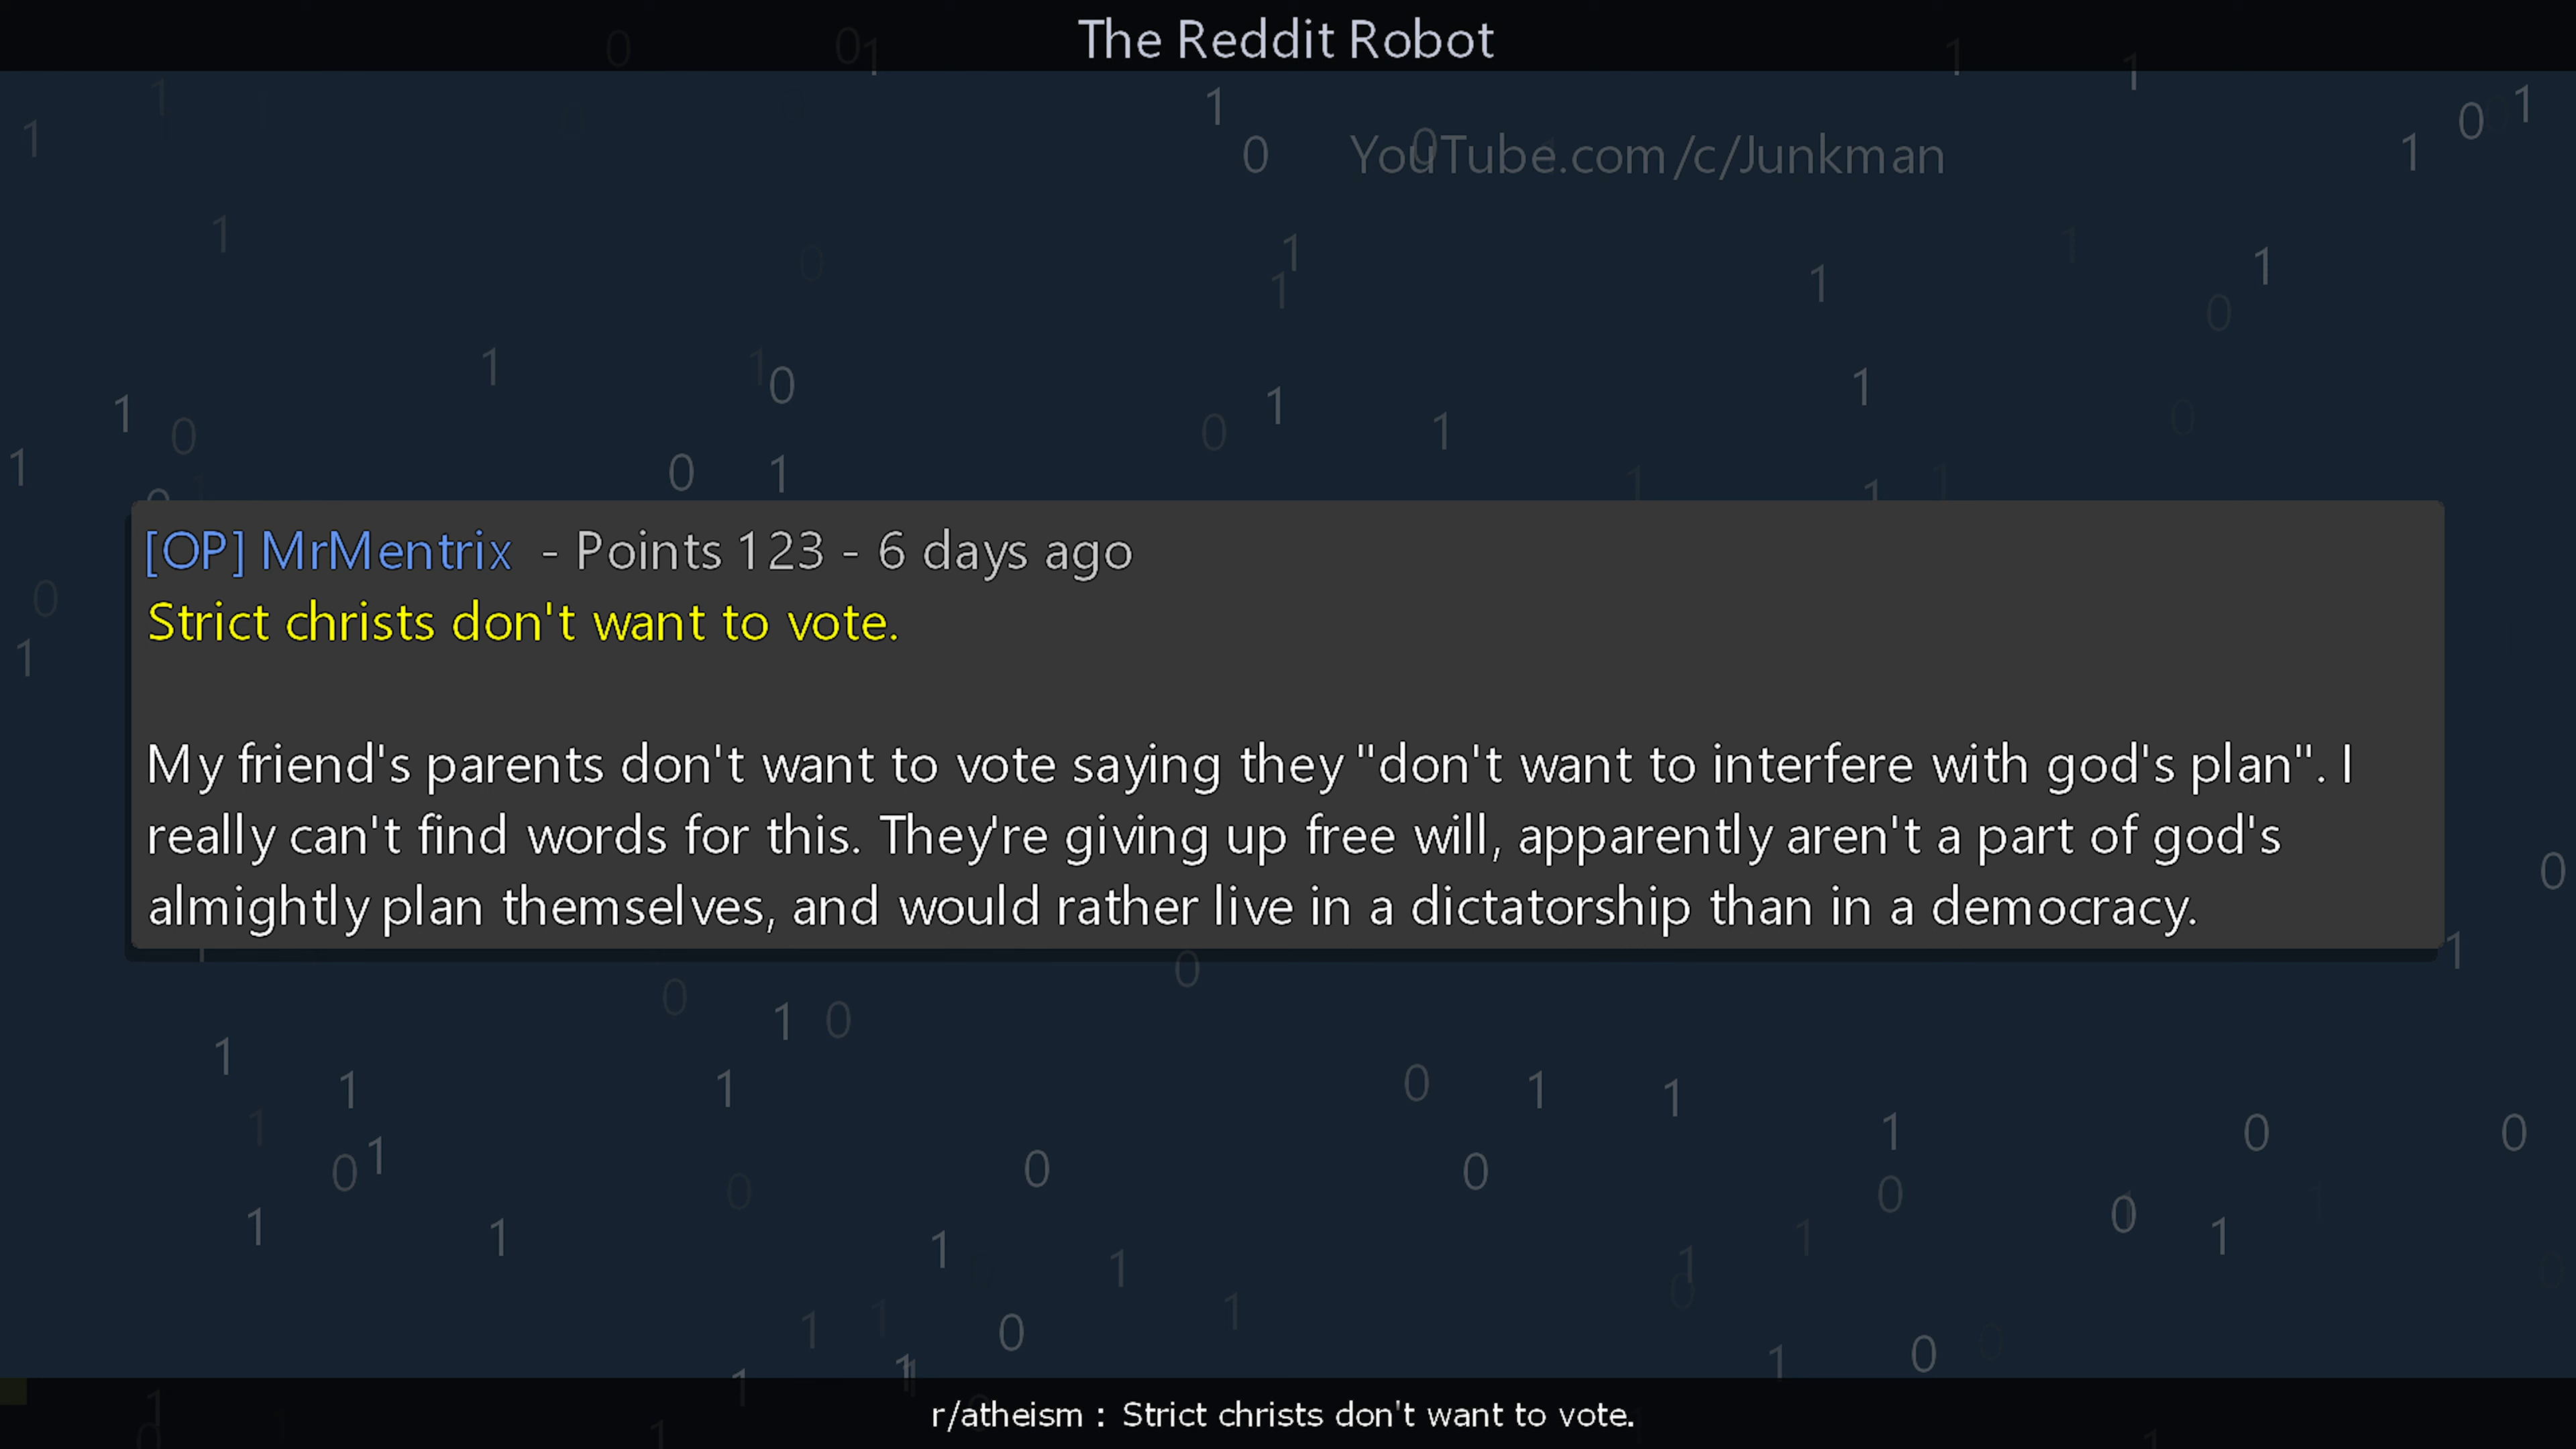 The Reddit Robot
YouTube.com/c/Junkman
[OP] MrMentrix - Points 123 - 6 days ago
Strict christs don't want to vote.
My friend's parents don't want to vote saying they "don't want to interfere with god's plan". I
really can't find words for this. They're giving up free will, apparently aren't a part of god's
almightly plan themselves, and would rather live in a dictatorship than in a democracy.
r/atheism : Strict christs don't want to vote.